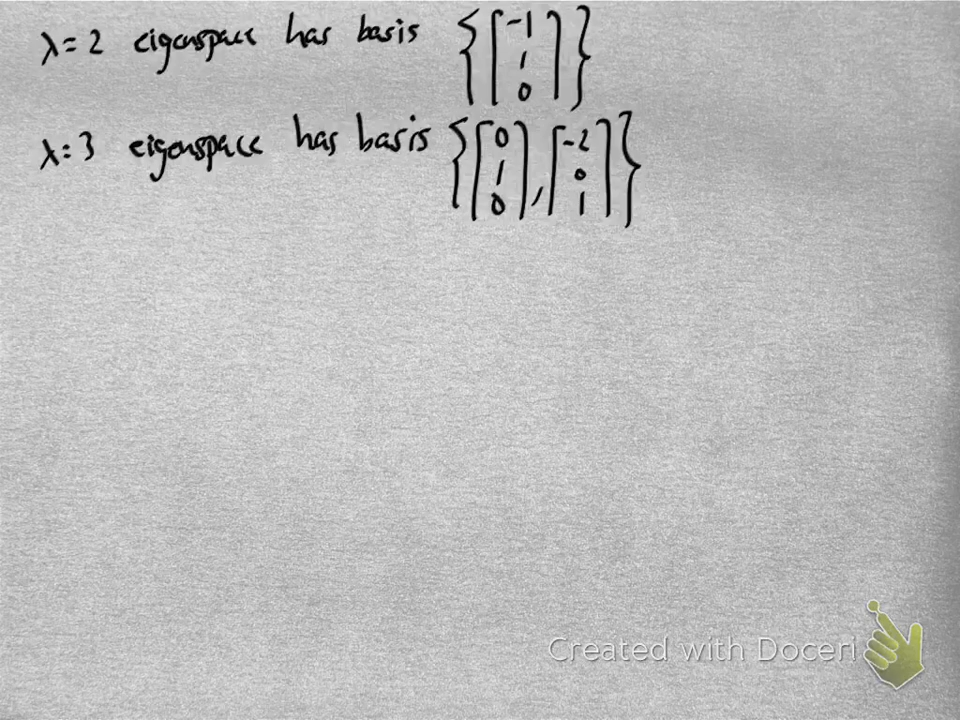 λ=2 eigenspace has basis {[-1 1 0]}
λ=3 eigenspace has basis {[0 1 0], [-2 0 1]}
Created with Doceri